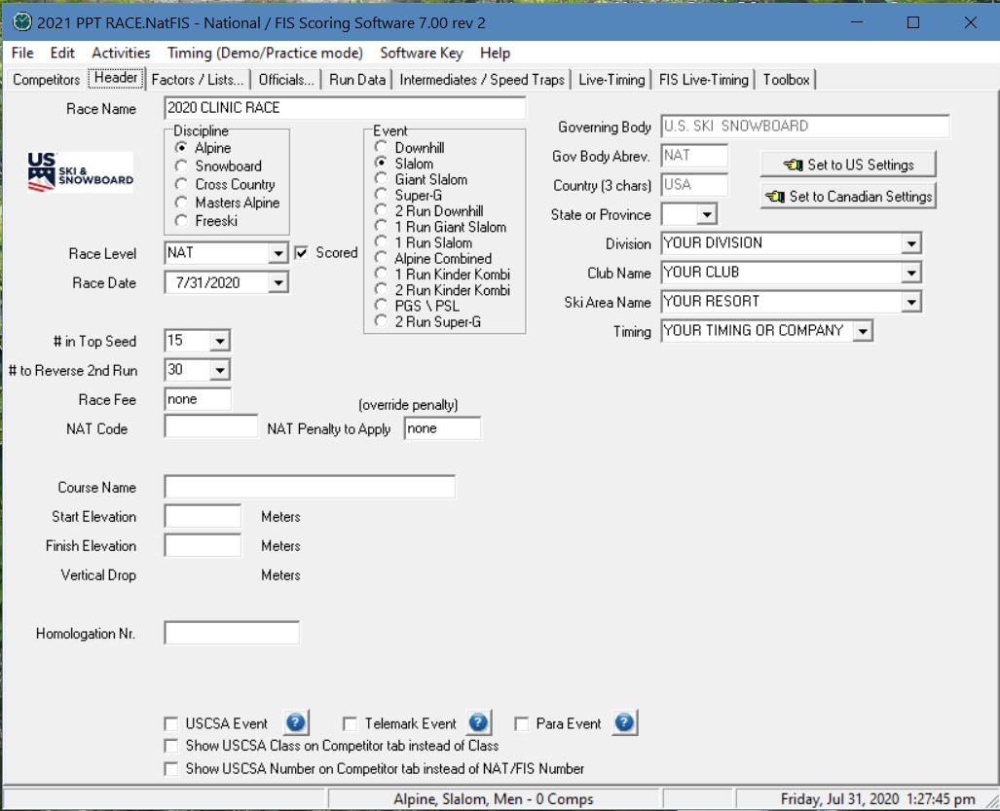 2021 PPT RACE.NatFIS - National / FIS Scoring Software 7.00 rev 2
File Edit Activities Timing (Demo/Practice mode) Software Key Help
Competitors Header Factors / Lists... Officials... Run Data Intermediates / Speed Traps Live-Timing FIS Live-Timing Toolbox
Race Name 2020 CLINIC RACE
US SKI & SNOWBOARD
Discipline
Alpine
Snowboard
Cross Country
Masters Alpine
Freeski
Event
Downhill
Slalom
Giant Slalom
Super-G
2 Run Downhill
1 Run Giant Slalom
1 Run Slalom
Alpine Combined
1 Run Kinder Kombi
2 Run Kinder Kombi
PGS \ PSL
2 Run Super-G
Governing Body U.S. SKI SNOWBOARD
Gov Body Abrev. NAT
Set to US Settings
Country (3 chars) USA
Set to Canadian Settings
State or Province
Division YOUR DIVISION
Club Name YOUR CLUB
Ski Area Name YOUR RESORT
Timing YOUR TIMING OR COMPANY
Race Level NAT Scored
Race Date 7/31/2020
# in Top Seed 15
# to Reverse 2nd Run 30
Race Fee none
(override penalty)
NAT Code NAT Penalty to Apply none
Course Name
Start Elevation Meters
Finish Elevation Meters
Vertical Drop Meters
Homologation Nr.
USCSA Event ? Telemark Event ? Para Event ?
Show USCSA Class on Competitor tab instead of Class
Show USCSA Number on Competitor tab instead of NAT/FIS Number
Alpine, Slalom, Men - 0 Comps Friday, Jul 31, 2020 1:27:45 pm